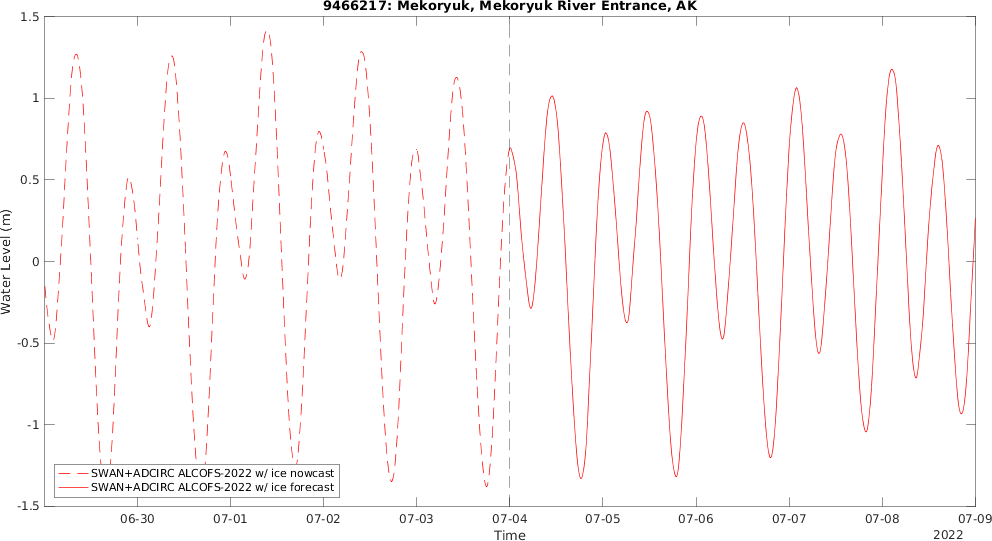 9466217: Mekoryuk, Mekoryuk River Entrance, AK
1.5
1
0.5
0
-0.5
-1
-1.5
Water Level (m)
SWAN+ADCIRC ALCOFS-2022 w/ ice nowcast
SWAN+ADCIRC ALCOFS-2022 w/ ice forecast
06-30 07-01 07-02 07-03 07-04 07-05 07-06 07-07 07-08 07-09
Time
2022